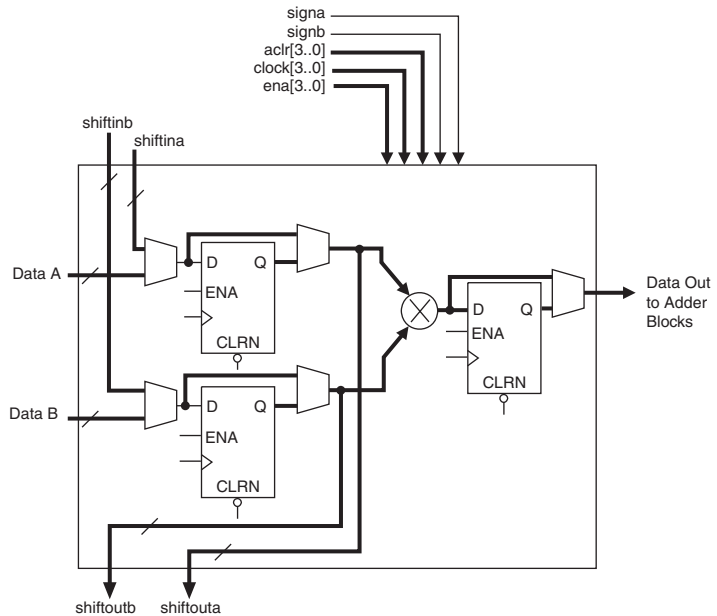 signa
signb
aclr[3..0]
clock[3..0]
ena[3..0]
shiftinb
shiftina
Data A
D Q
ENA
CLRN
Data B
D Q
ENA
CLRN
D Q
ENA
CLRN
Data Out
to Adder
Blocks
shiftoutb shiftouta